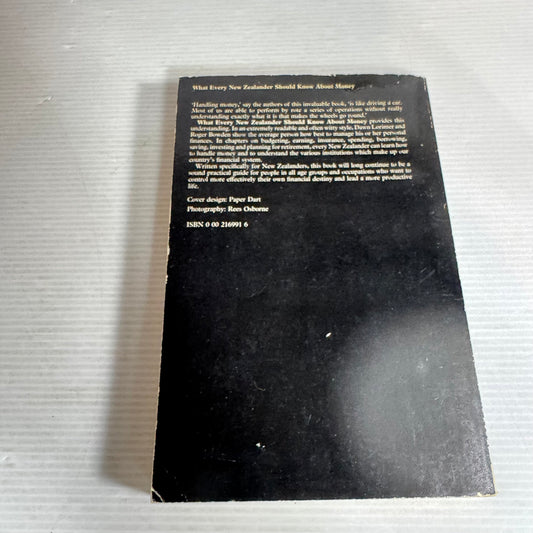 What Every New Zealander Should Know About Money
'Handling money,' say the authors of this invaluable book, 'is like driving a car.
Most of us are able to perform by rote a series of operations without really
understanding exactly what it is that makes the wheels go round.'
What Every New Zealander Should Know About Money provides this
understanding. In an extremely readable and often witty style, Dawn Lorimer and
Roger Bowden show the average person how best to manage his or her personal
finances. In chapters on budgeting, earning, insurance, spending, borrowing,
saving, investing and planning for retirement, every New Zealander can learn how
to handle money and to understand the various institutions which make up our
country's financial system.
Written specifically for New Zealanders, this book will long continue to be a
sound practical guide for people in all age groups and occupations who want to
control more effectively their own financial destiny and lead a more productive
life.
Cover design: Paper Dart
Photography: Rees Osborne
ISBN 0 00 216991 6